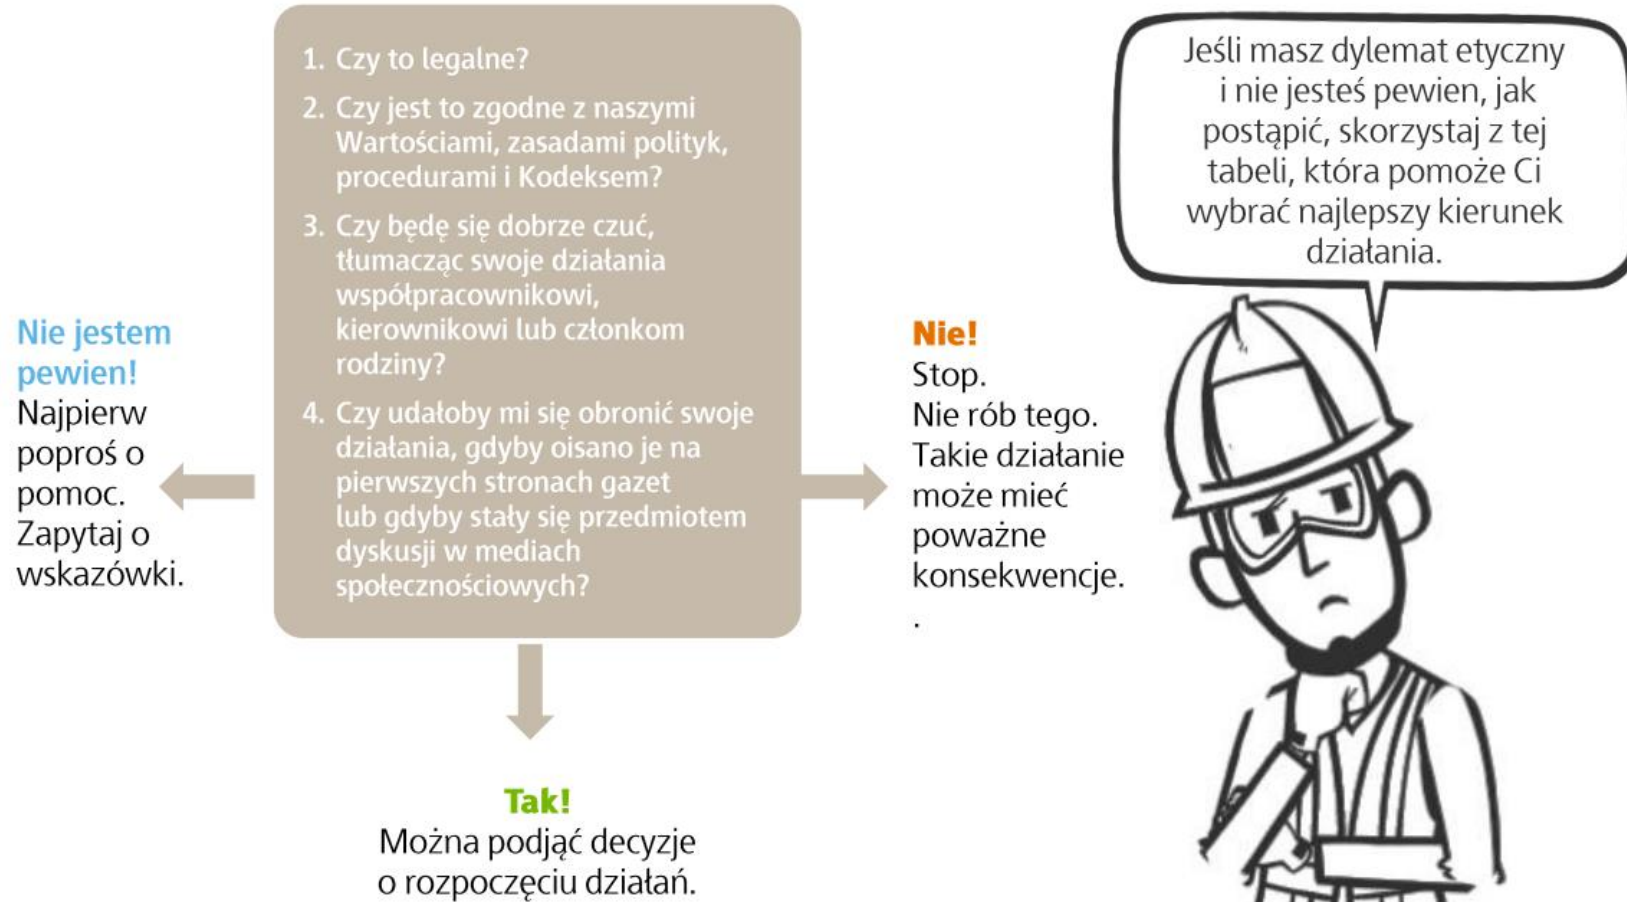 1. Czy to legalne?
2. Czy jest to zgodne z naszymi
Wartościami, zasadami polityk,
procedurami i Kodeksem?
3. Czy będę się dobrze czuć,
tłumacząc swoje działania
współpracownikowi,
kierownikowi lub członkom
rodziny?
4. Czy udałoby mi się obronić swoje
działania, gdyby oisano je na
pierwszych stronach gazet
lub gdyby stały się przedmiotem
dyskusji w mediach
społecznościowych?
Jeśli masz dylemat etyczny
i nie jesteś pewien, jak
postąpić, skorzystaj z tej
tabeli, która pomoże Ci
wybrać najlepszy kierunek
działania.
Nie jestem
pewien!
Najpierw
poproś o
pomoc.
Zapytaj o
wskazówki.
Nie!
Stop.
Nie rób tego.
Takie działanie
może mieć
poważne
konsekwencje.
.
Tak!
Można podjąć decyzje
o rozpoczęciu działań.